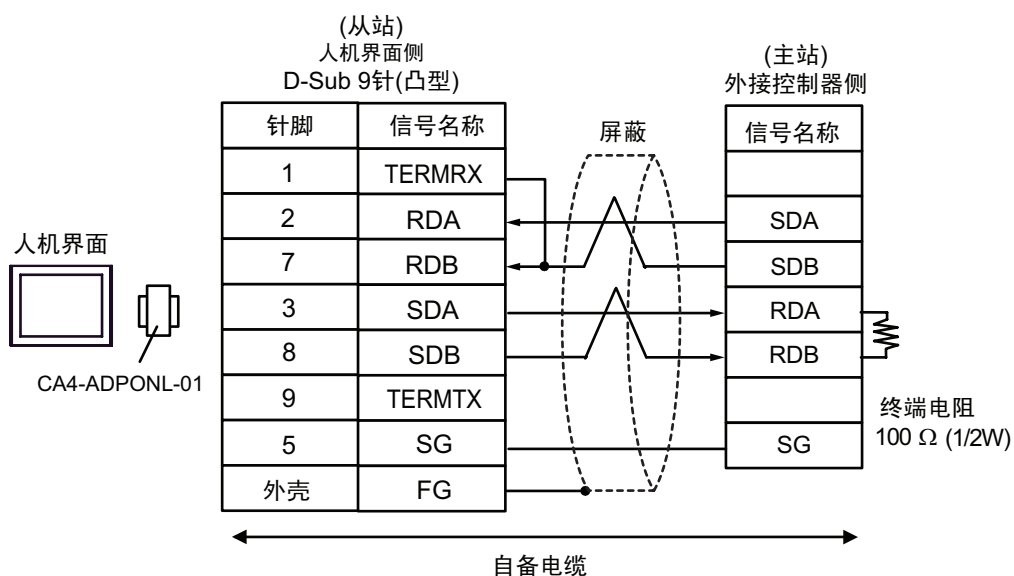 (从站)
人机界面侧
D-Sub 9针(凸型)
(主站)
外接控制器侧
针脚 信号名称
屏蔽
信号名称
1 TERMRX
2 RDA SDA
7 RDB SDB
3 SDA RDA
8 SDB RDB
9 TERMTX
5 SG SG
外壳 FG
人机界面
CA4-ADPONL-01
终端电阻
100 Ω (1/2W)
自备电缆